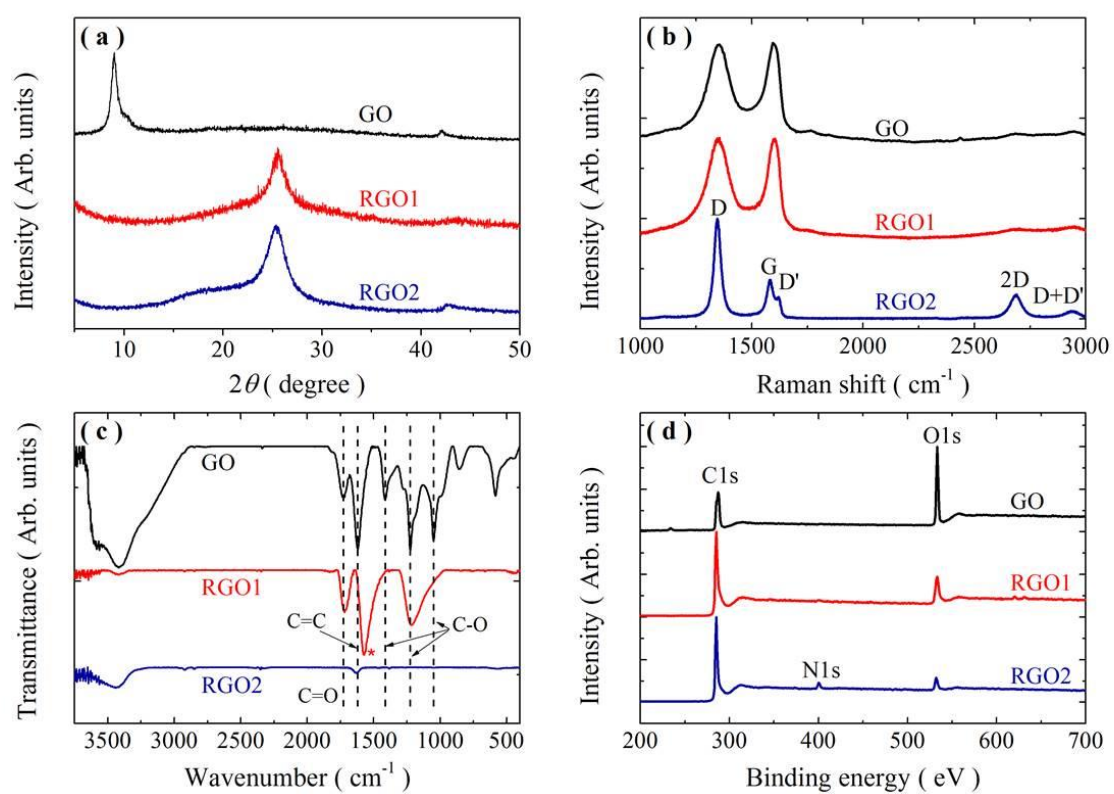 ( a )
GO
RGO1
RGO2
Intensity ( Arb. units )
10 20 30 40 50
2θ ( degree )
( b )
GO
RGO1
D
G
D'
2D
D+D'
RGO2
Intensity ( Arb. units )
1000 1500 2000 2500 3000
Raman shift ( cm⁻¹ )
( c )
GO
RGO1
C=C
C-O
*
RGO2
C=O
Transmittance ( Arb. units )
3500 3000 2500 2000 1500 1000 500
Wavenumber ( cm⁻¹ )
( d )
O1s
C1s
GO
RGO1
N1s
RGO2
Intensity ( Arb. units )
200 300 400 500 600 700
Binding energy ( eV )